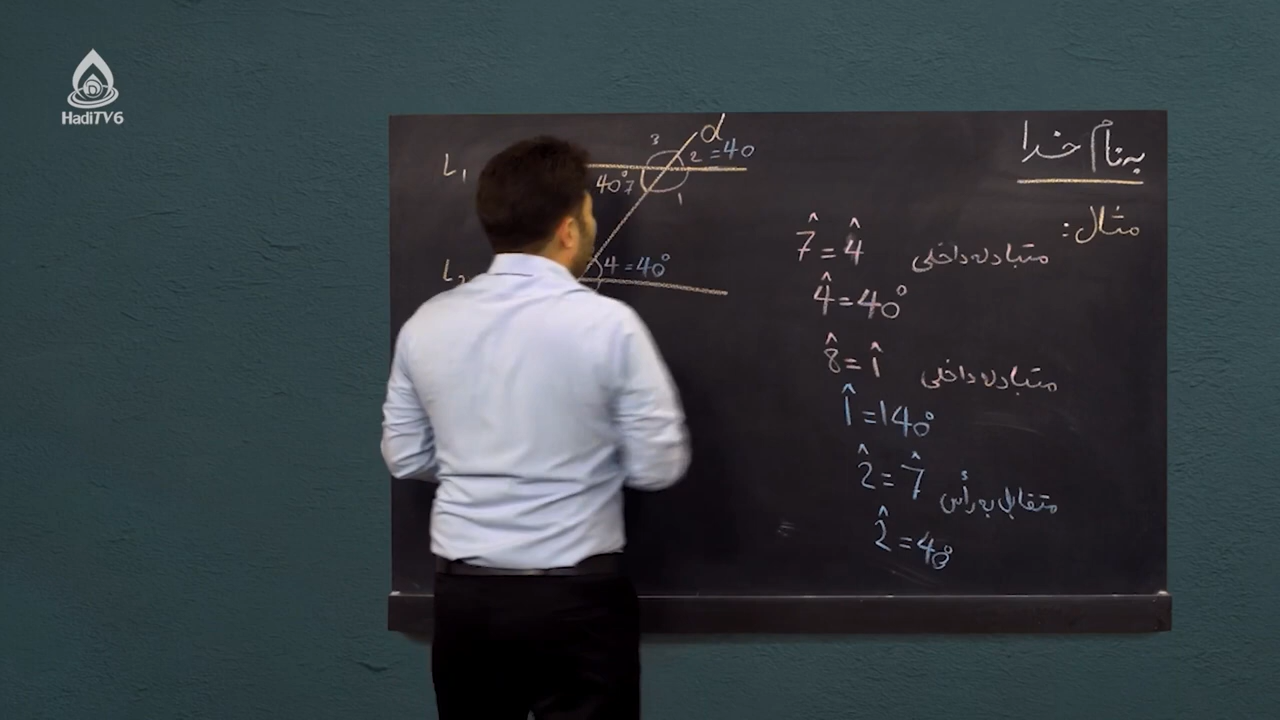 HadiTV6
به نام خدا
مثال:
L₁
3
d
2 = 40
40° 7
1
L₂
4 = 40°
7̂ = 4̂ متبادله داخلی
4̂ = 40°
8̂ = 1̂ متبادله داخلی
1̂ = 140°
2̂ = 7̂ متقابل به رأس
2̂ = 40°